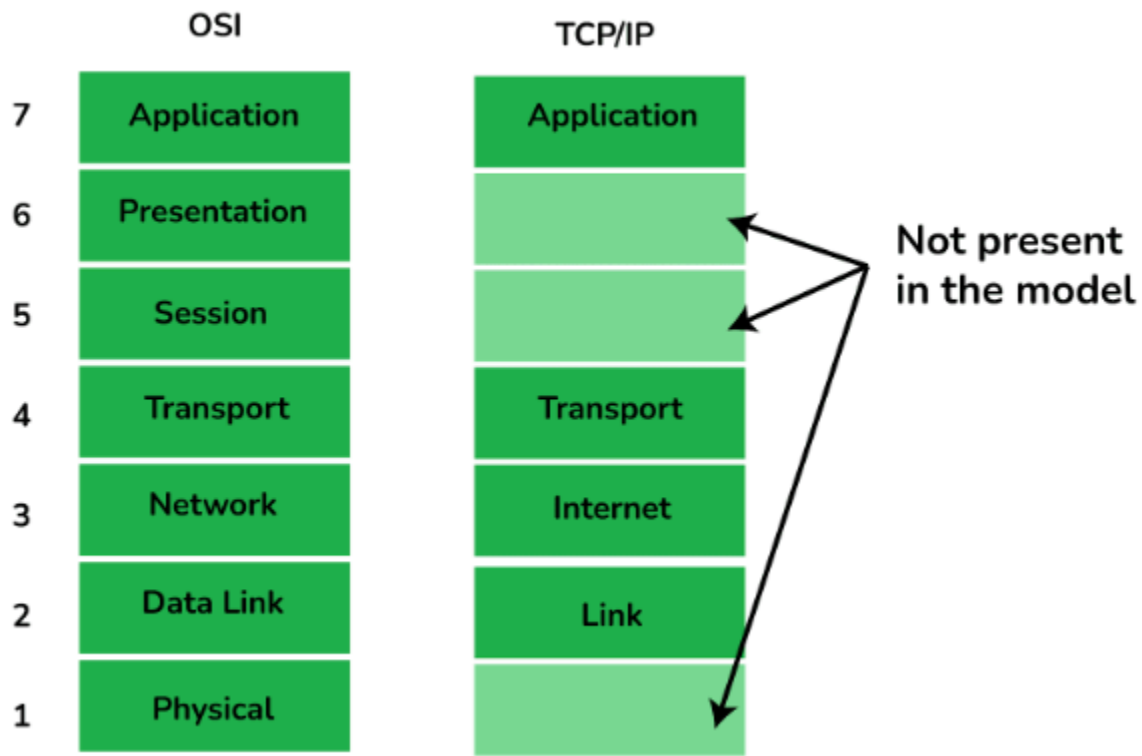 OSI
TCP/IP
7
Application
Application
6
Presentation
5
Session
Not present
in the model
4
Transport
Transport
3
Network
Internet
2
Data Link
Link
1
Physical